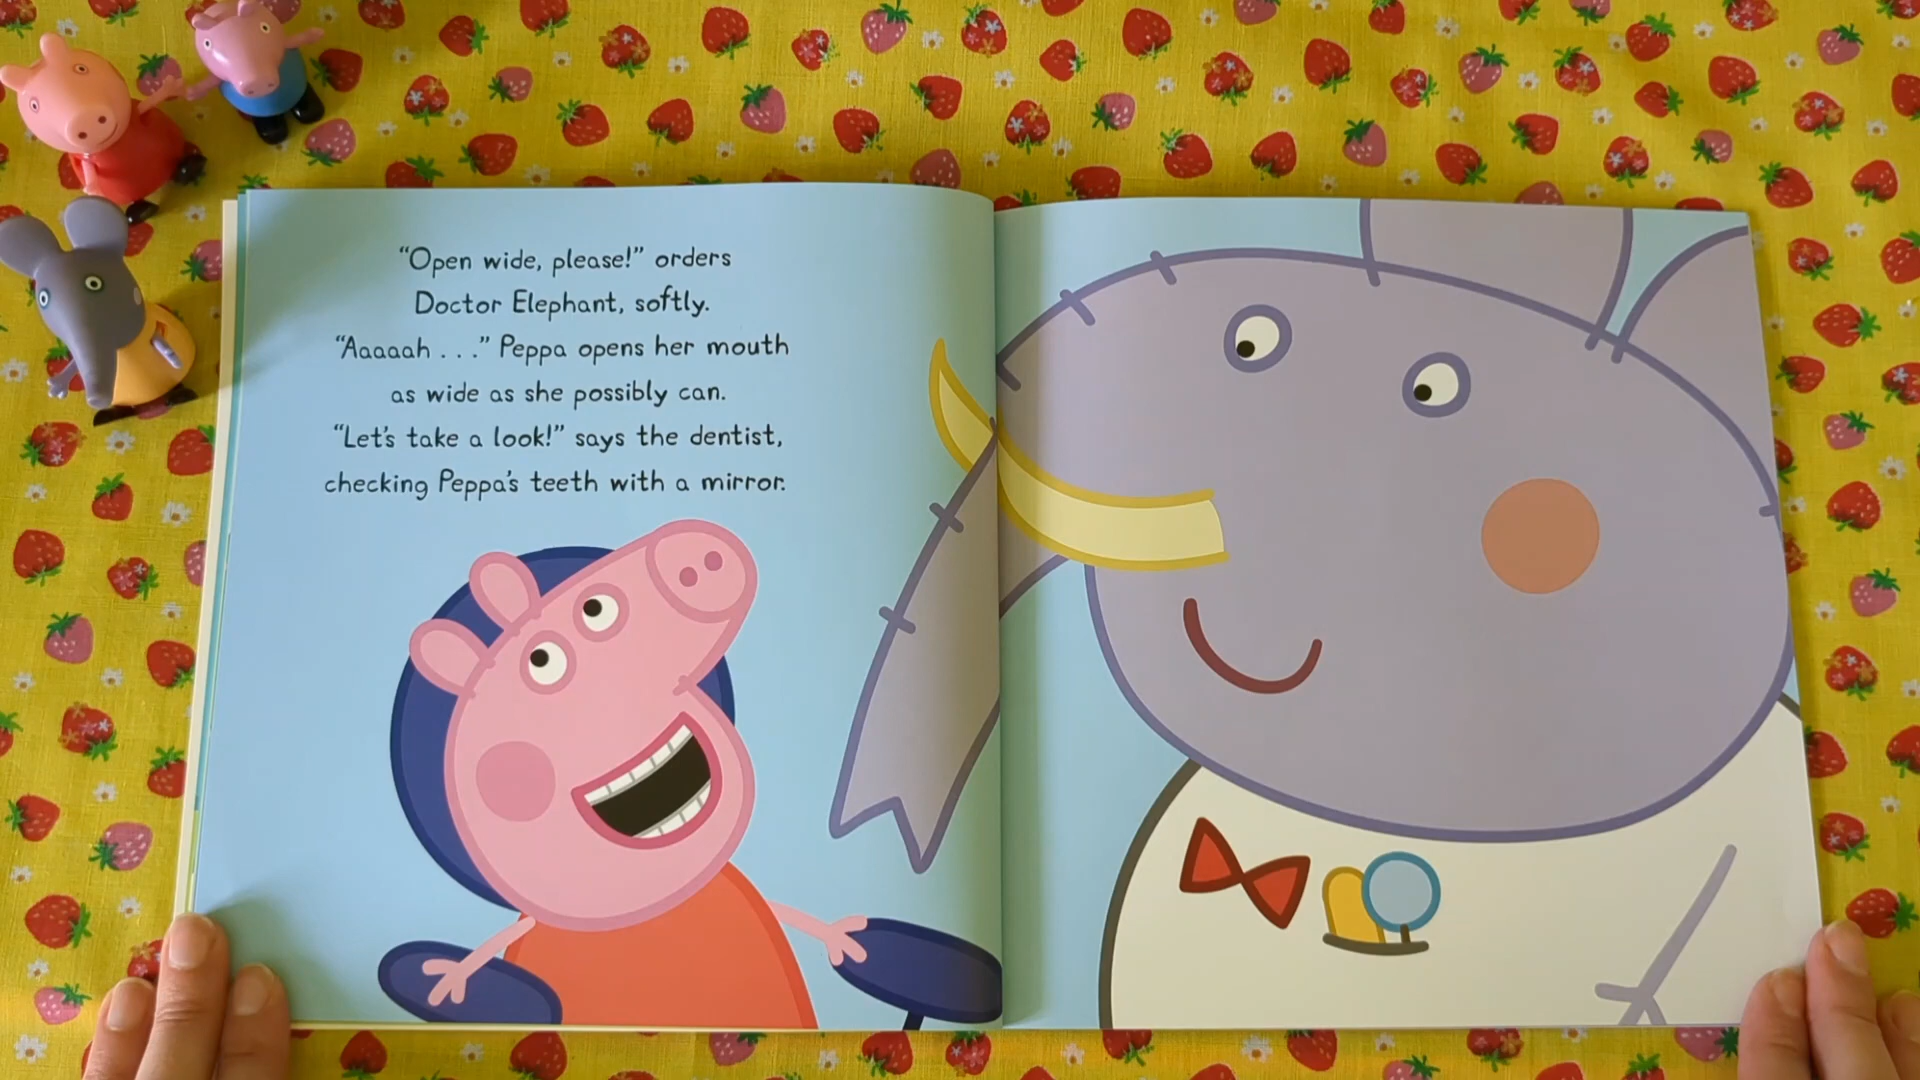 “Open wide, please!” orders
Doctor Elephant, softly.
“Aaaaah . . .” Peppa opens her mouth
as wide as she possibly can.
“Let’s take a look!” says the dentist,
checking Peppa’s teeth with a mirror.